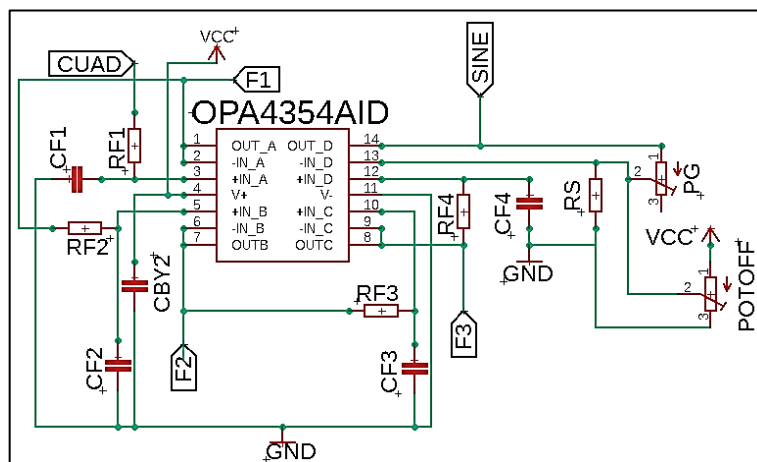 VCC
CUAD
F1
SINE
OPA4354AID
CF1
RF1
1 OUT_A OUT_D 14
2 -IN_A -IN_D 13
3 +IN_A +IN_D 12
4 V+ V- 11
5 +IN_B +IN_C 10
6 -IN_B -IN_C 9
7 OUTB OUTC 8
RF4
CF4
RS
1
2
3
PG
RF2
CBY2
GND
VCC
1
2
3
POTOFF
RF3
F2
F3
CF2
CF3
GND